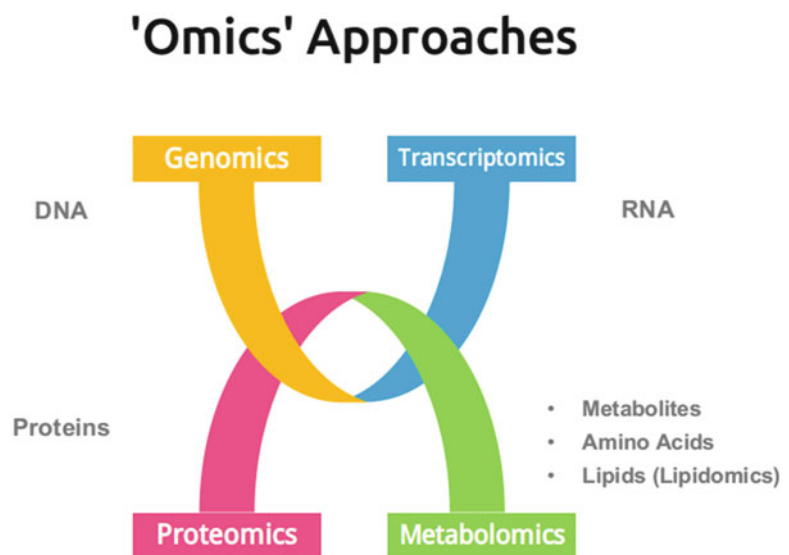 'Omics' Approaches
Genomics
Transcriptomics
DNA
RNA
Proteins
• Metabolites
• Amino Acids
• Lipids (Lipidomics)
Proteomics
Metabolomics